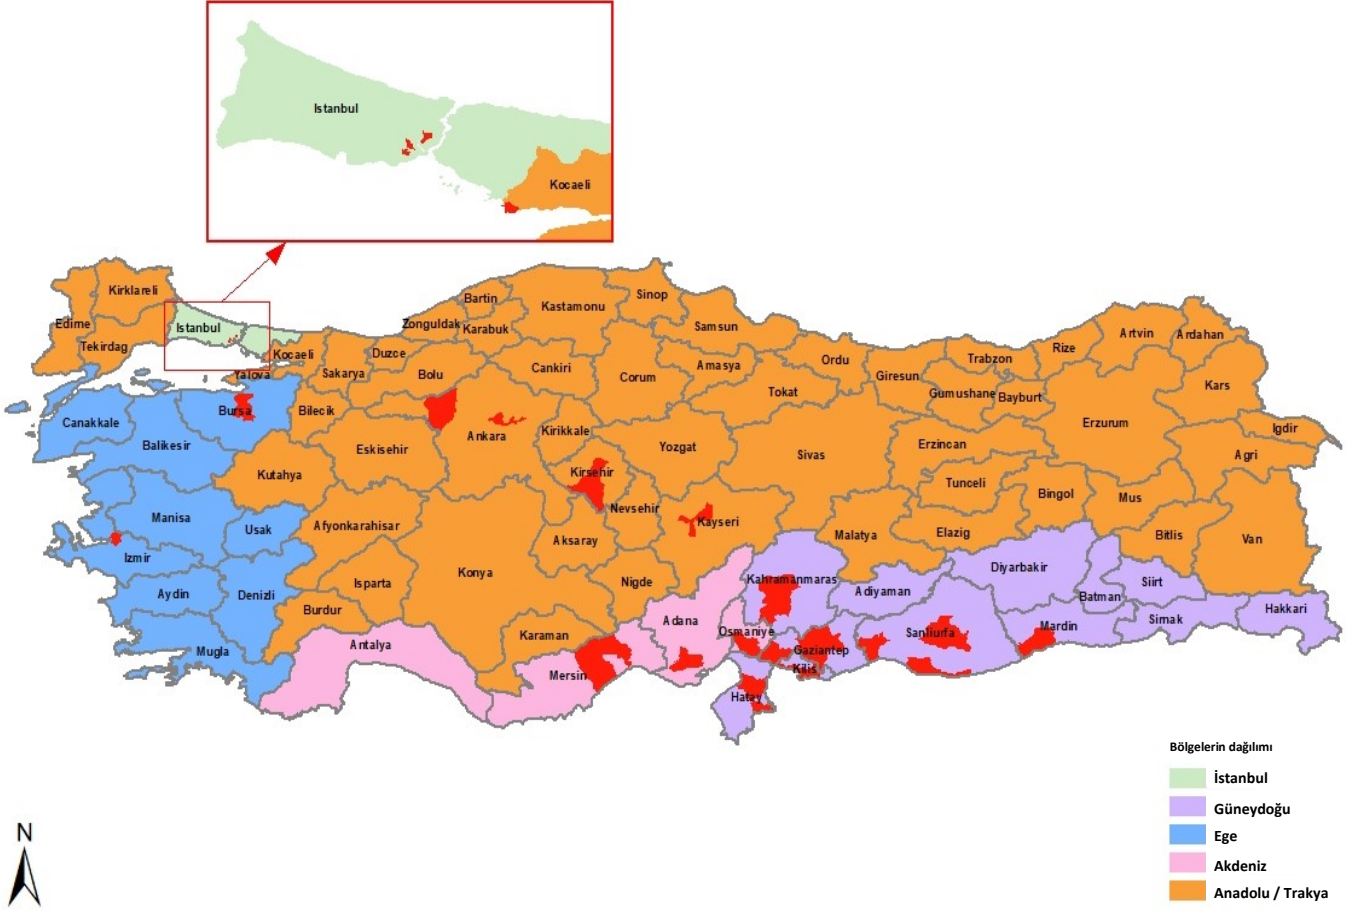 Istanbul
Kocaeli
Kirklareli
Edirne
Tekirdag
Istanbul
Kocaeli
Yalova
Sakarya
Duzce
Zonguldak
Bartin
Karabuk
Kastamonu
Sinop
Samsun
Bolu
Cankiri
Corum
Amasya
Ordu
Tokat
Giresun
Trabzon
Gumushane
Bayburt
Rize
Artvin
Ardahan
Kars
Igdir
Agri
Erzurum
Erzincan
Canakkale
Balikesir
Bursa
Bilecik
Eskisehir
Kutahya
Ankara
Kirikkale
Kirsehir
Yozgat
Sivas
Tunceli
Bingol
Mus
Bitlis
Van
Elazig
Malatya
Manisa
Usak
Afyonkarahisar
Izmir
Aydin
Denizli
Mugla
Isparta
Burdur
Antalya
Konya
Aksaray
Nevsehir
Kayseri
Nigde
Karaman
Mersin
Adana
Osmaniye
Kahramanmaras
Adiyaman
Diyarbakir
Batman
Siirt
Sirnak
Hakkari
Mardin
Sanliurfa
Gaziantep
Kilis
Hatay
Bölgelerin dağılımı
İstanbul
Güneydoğu
Ege
Akdeniz
Anadolu / Trakya
N